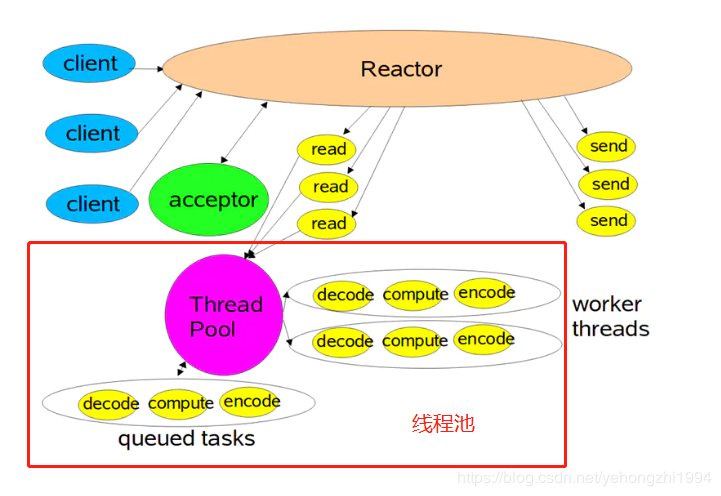 client
Reactor
client
read
send
read
send
client
acceptor
read
send
Thread
Pool
decode
compute
encode
worker
threads
decode
compute
encode
decode
compute
encode
queued tasks
线程池
https://blog.csdn.net/yehongzhi1994